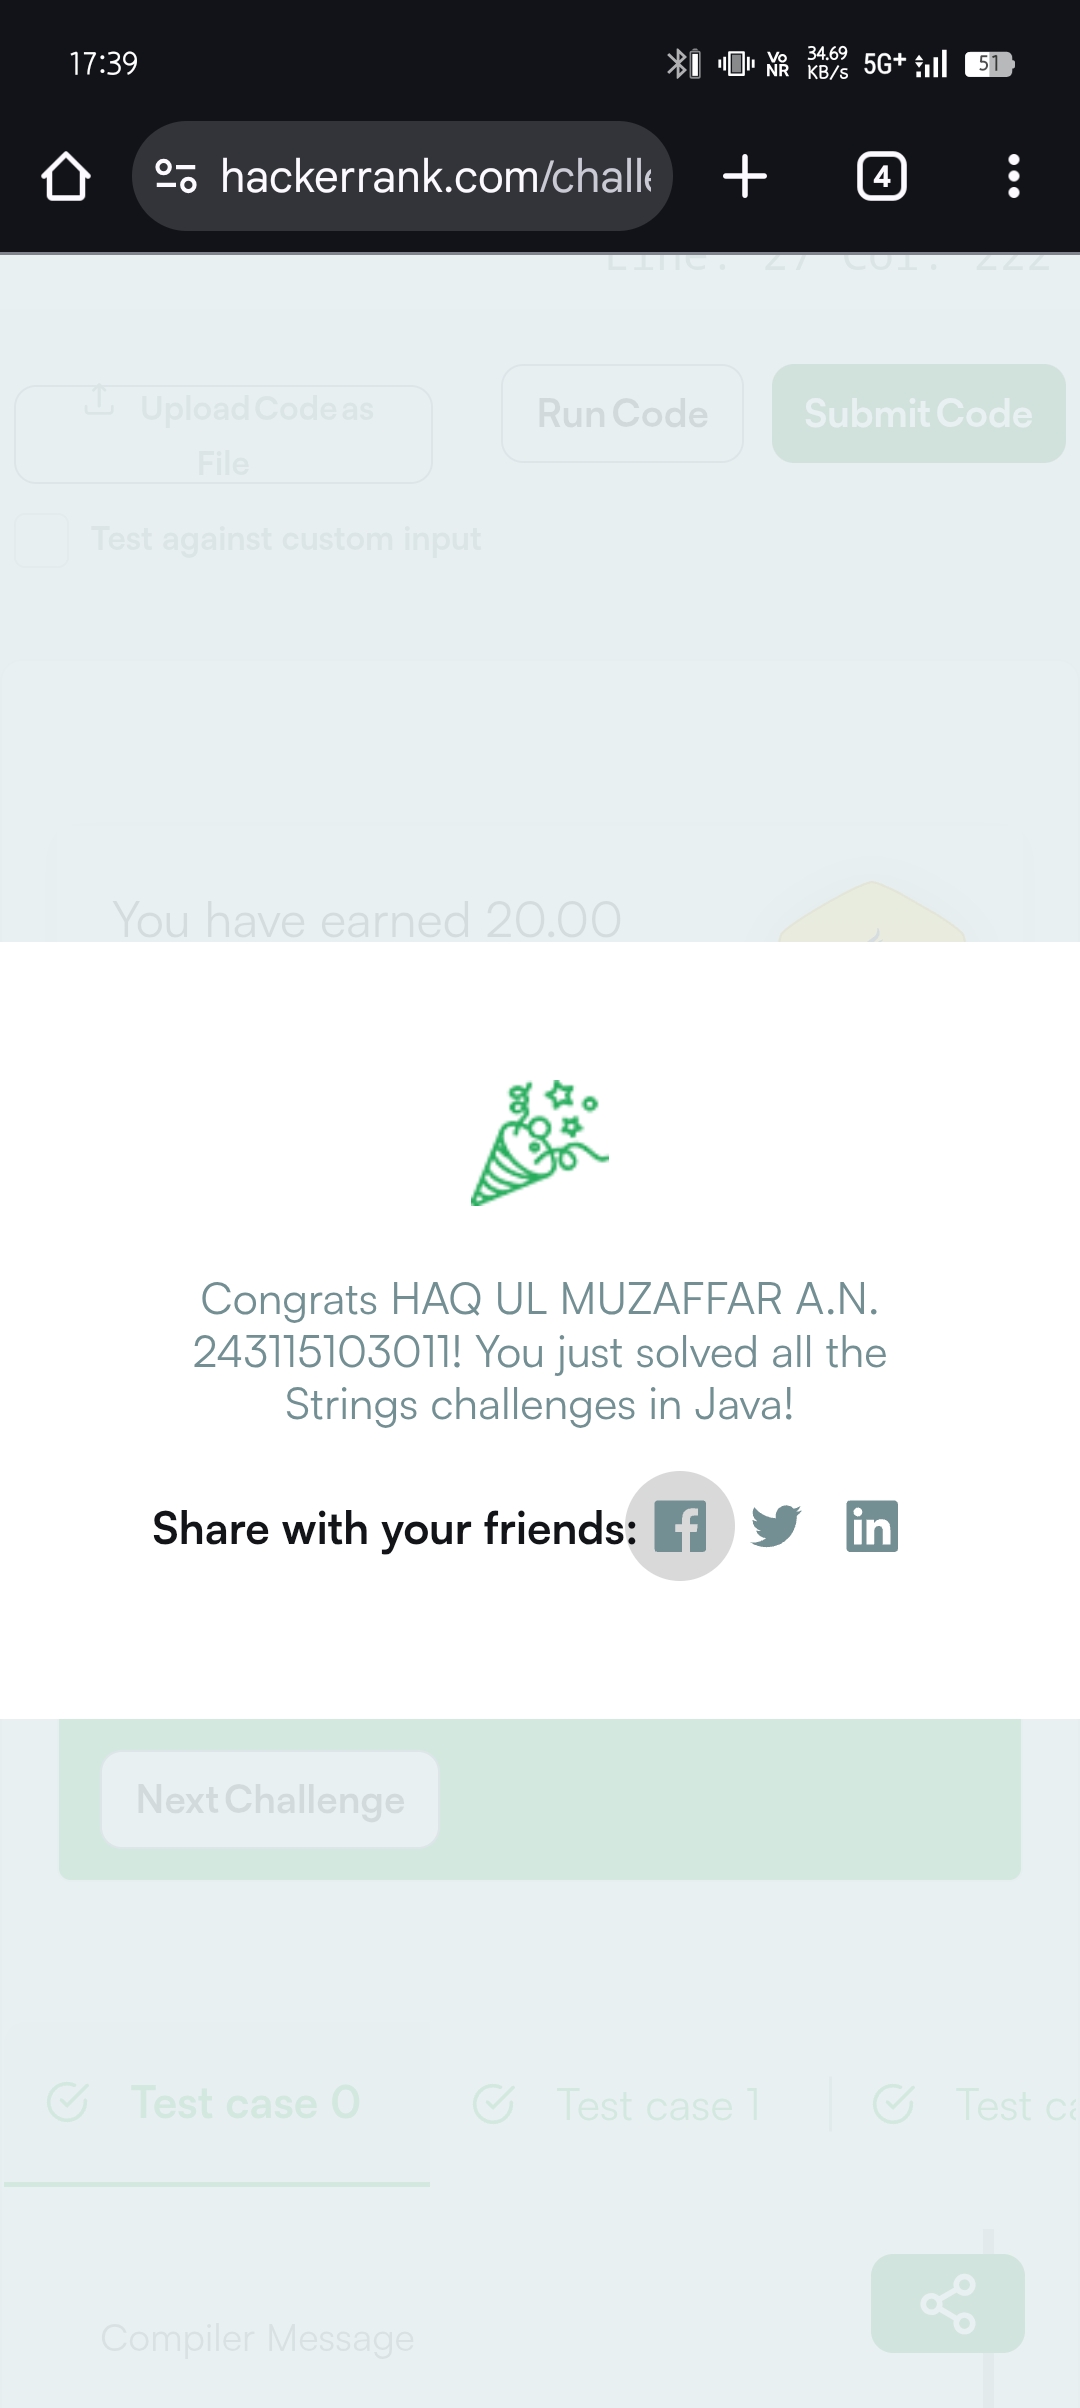 17:39
Vo NR
34.69 KB/s
5G+
51
hackerrank.com/chall
4
Line: 27 Col: 222
Upload Code as File
Run Code
Submit Code
Test against custom input
You have earned 20.00
Congrats HAQ UL MUZAFFAR A.N.
243115103011! You just solved all the
Strings challenges in Java!
Share with your friends:
Next Challenge
Test case 0
Test case 1
Test ca
Compiler Message